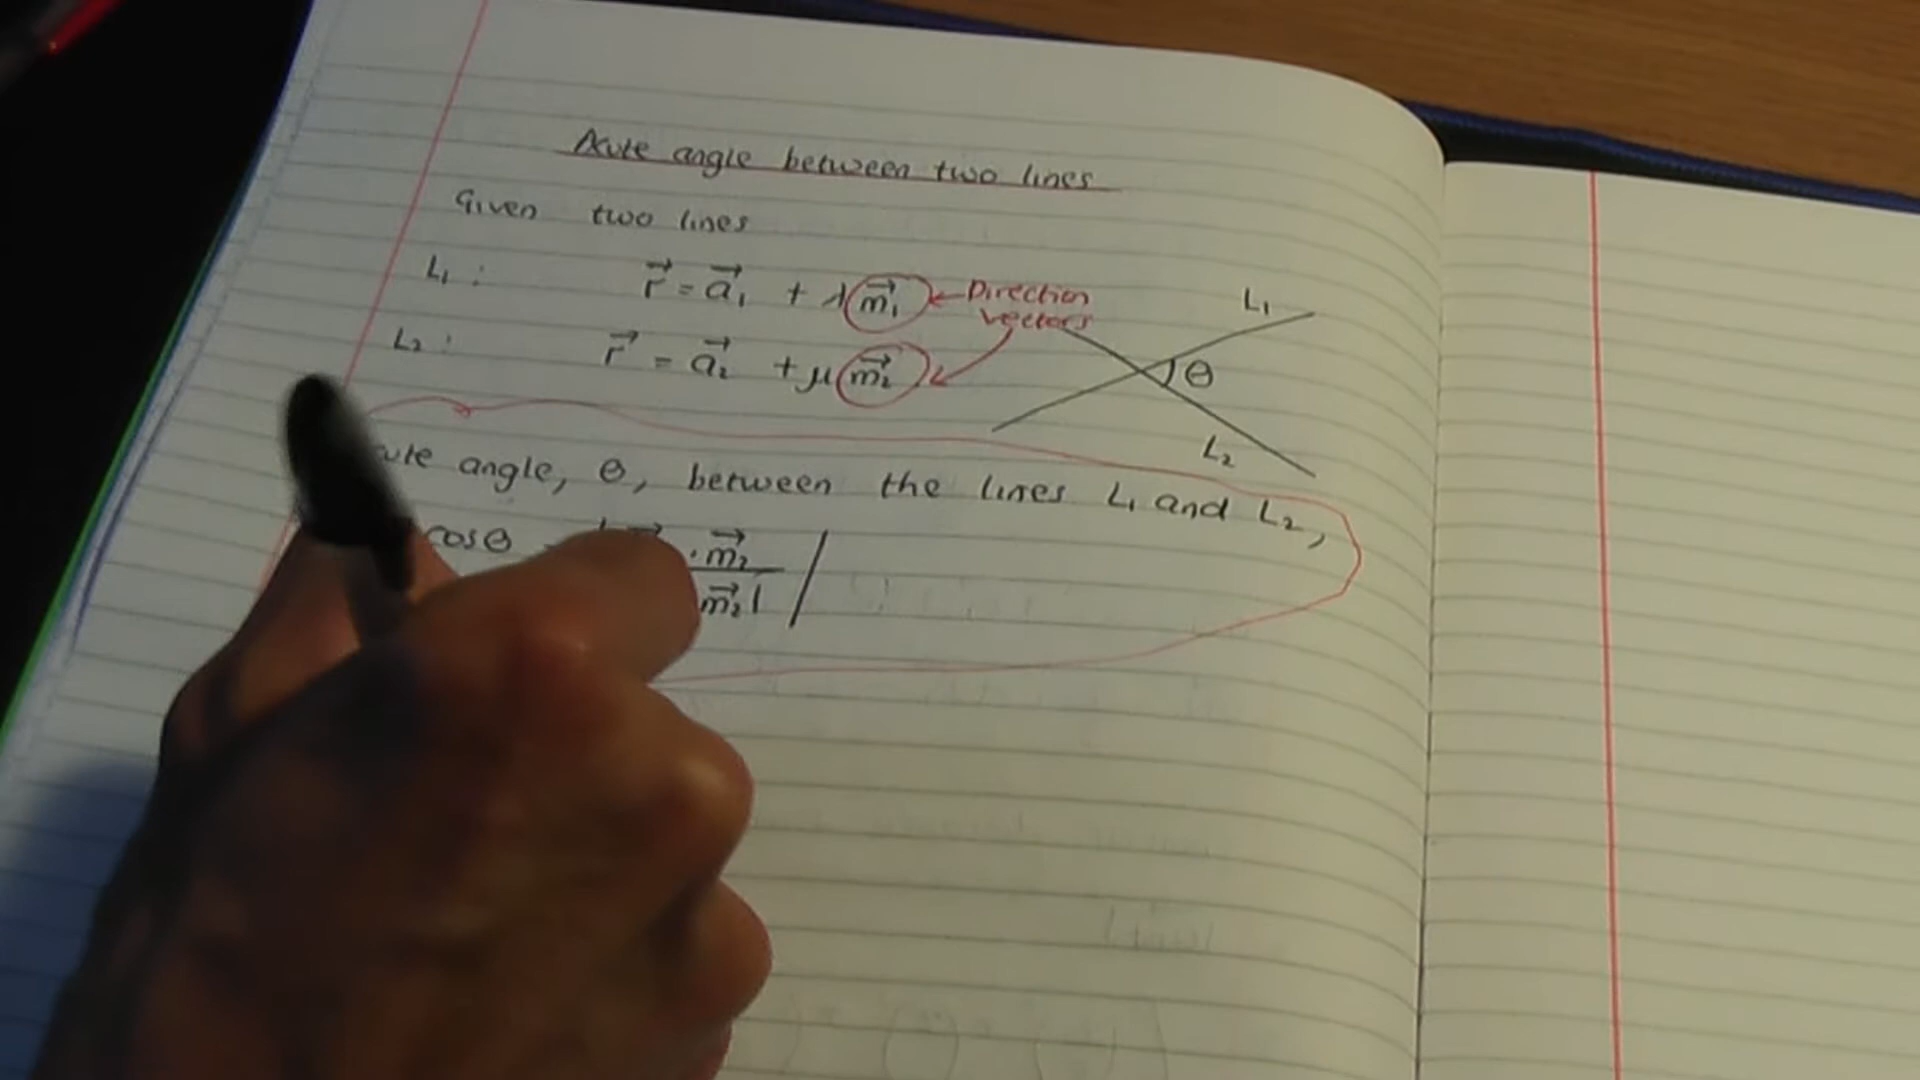 Acute angle between two lines
Given two lines
L₁ : r⃗ = a⃗₁ + λ m⃗₁ ← Direction vectors
L₂ : r⃗ = a⃗₂ + μ m⃗₂
L₁
θ
L₂
angle, θ, between the lines L₁ and L₂,
cosθ
· m⃗₂ |
m⃗₂ |